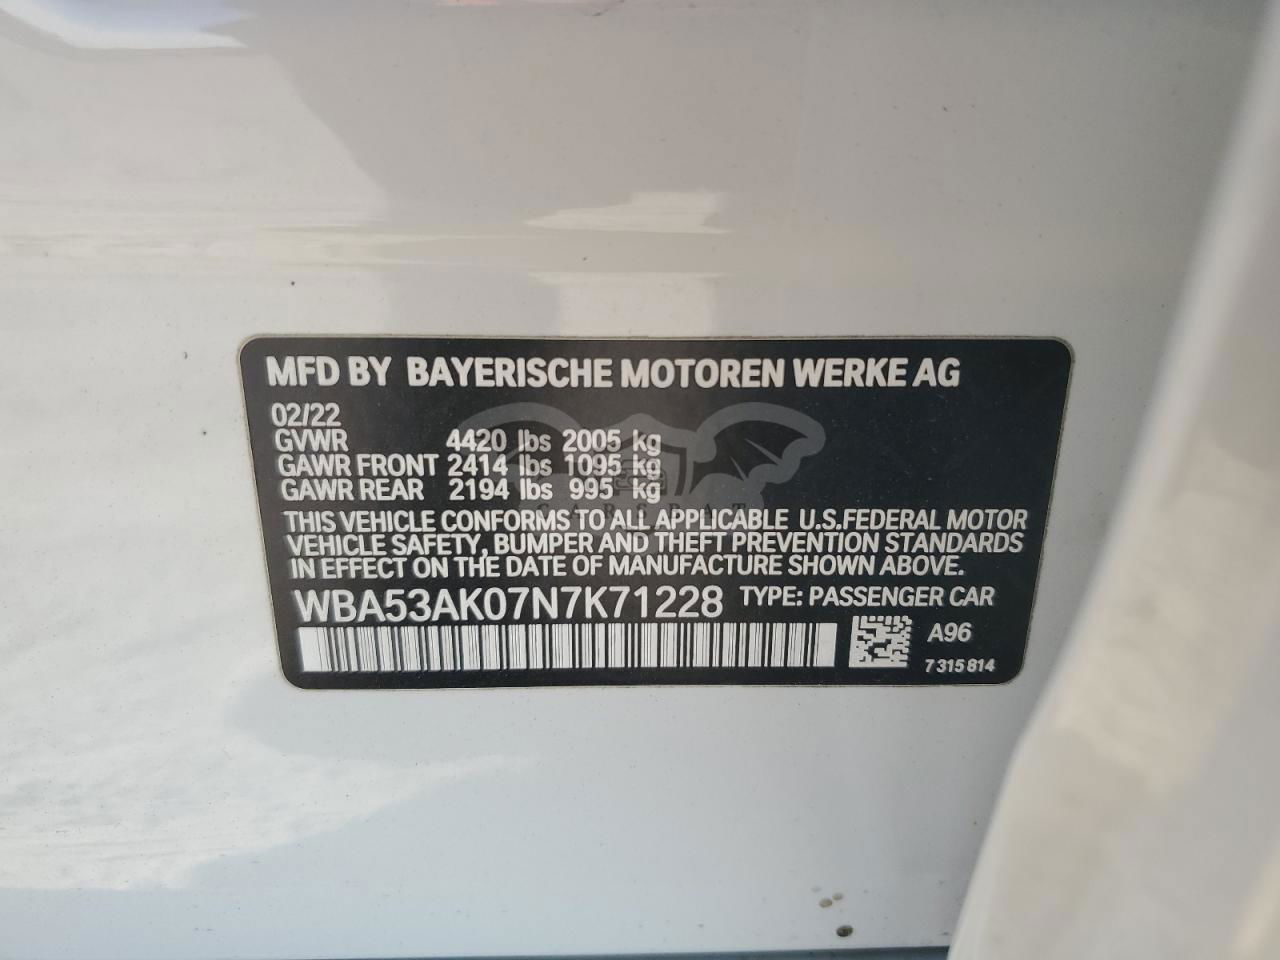 MFD BY BAYERISCHE MOTOREN WERKE AG
02/22
GVWR 4420 lbs 2005 kg
GAWR FRONT 2414 lbs 1095 kg
GAWR REAR 2194 lbs 995 kg
CARSBAT
THIS VEHICLE CONFORMS TO ALL APPLICABLE U.S.FEDERAL MOTOR
VEHICLE SAFETY, BUMPER AND THEFT PREVENTION STANDARDS
IN EFFECT ON THE DATE OF MANUFACTURE SHOWN ABOVE.
WBA53AK07N7K71228 TYPE: PASSENGER CAR
A96
7 315 814